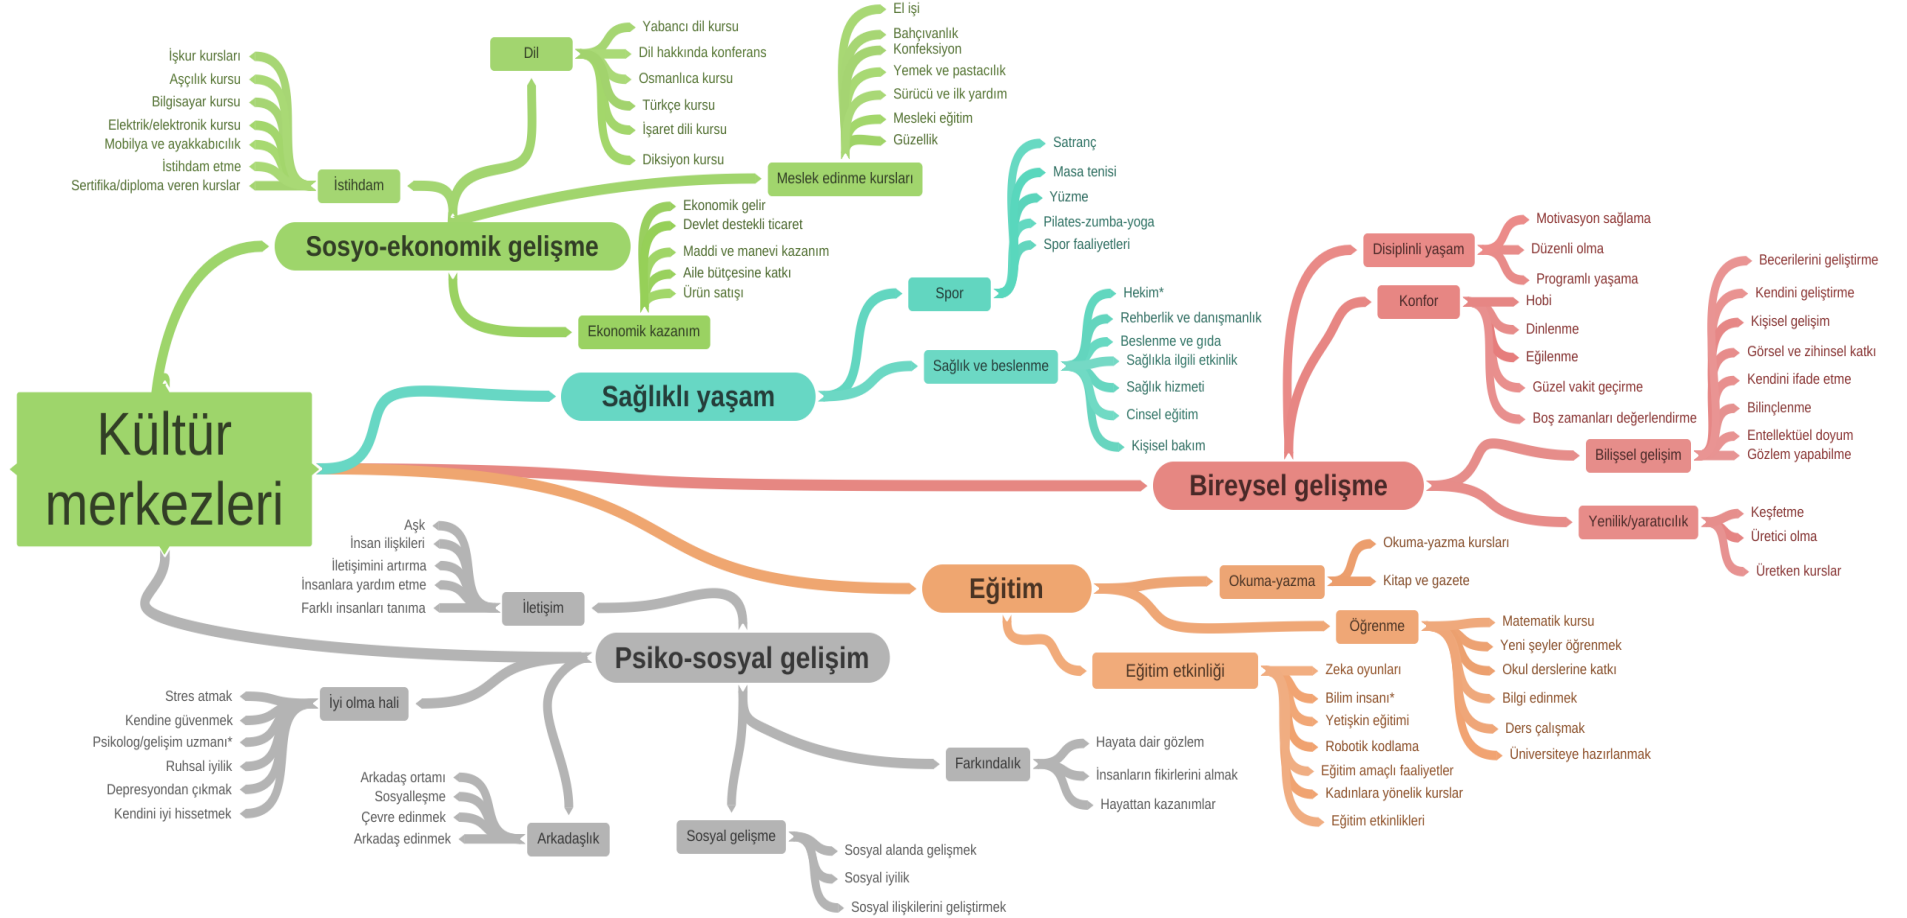 Kültür
merkezleri
Sosyo-ekonomik gelişme
İstihdam
İşkur kursları
Aşçılık kursu
Bilgisayar kursu
Elektrik/elektronik kursu
Mobilya ve ayakkabıcılık
İstihdam etme
Sertifika/diploma veren kurslar
Dil
Yabancı dil kursu
Dil hakkında konferans
Osmanlıca kursu
Türkçe kursu
İşaret dili kursu
Diksiyon kursu
Meslek edinme kursları
El işi
Bahçıvanlık
Konfeksiyon
Yemek ve pastacılık
Sürücü ve ilk yardım
Mesleki eğitim
Güzellik
Ekonomik kazanım
Ekonomik gelir
Devlet destekli ticaret
Maddi ve manevi kazanım
Aile bütçesine katkı
Ürün satışı
Sağlıklı yaşam
Spor
Satranç
Masa tenisi
Yüzme
Pilates-zumba-yoga
Spor faaliyetleri
Sağlık ve beslenme
Hekim*
Rehberlik ve danışmanlık
Beslenme ve gıda
Sağlıkla ilgili etkinlik
Sağlık hizmeti
Cinsel eğitim
Kişisel bakım
Bireysel gelişme
Disiplinli yaşam
Motivasyon sağlama
Düzenli olma
Programlı yaşama
Konfor
Hobi
Dinlenme
Eğilenme
Güzel vakit geçirme
Boş zamanları değerlendirme
Bilişsel gelişim
Becerilerini geliştirme
Kendini geliştirme
Kişisel gelişim
Görsel ve zihinsel katkı
Kendini ifade etme
Bilinçlenme
Entellektüel doyum
Gözlem yapabilme
Yenilik/yaratıcılık
Keşfetme
Üretici olma
Üretken kurslar
Eğitim
Okuma-yazma
Okuma-yazma kursları
Kitap ve gazete
Öğrenme
Matematik kursu
Yeni şeyler öğrenmek
Okul derslerine katkı
Bilgi edinmek
Ders çalışmak
Üniversiteye hazırlanmak
Eğitim etkinliği
Zeka oyunları
Bilim insanı*
Yetişkin eğitimi
Robotik kodlama
Eğitim amaçlı faaliyetler
Kadınlara yönelik kurslar
Eğitim etkinlikleri
Psiko-sosyal gelişim
İletişim
Aşk
İnsan ilişkileri
İletişimini artırma
İnsanlara yardım etme
Farklı insanları tanıma
İyi olma hali
Stres atmak
Kendine güvenmek
Psikolog/gelişim uzmanı*
Ruhsal iyilik
Depresyondan çıkmak
Kendini iyi hissetmek
Arkadaşlık
Arkadaş ortamı
Sosyalleşme
Çevre edinmek
Arkadaş edinmek
Sosyal gelişme
Sosyal alanda gelişmek
Sosyal iyilik
Sosyal ilişkilerini geliştirmek
Farkındalık
Hayata dair gözlem
İnsanların fikirlerini almak
Hayattan kazanımlar